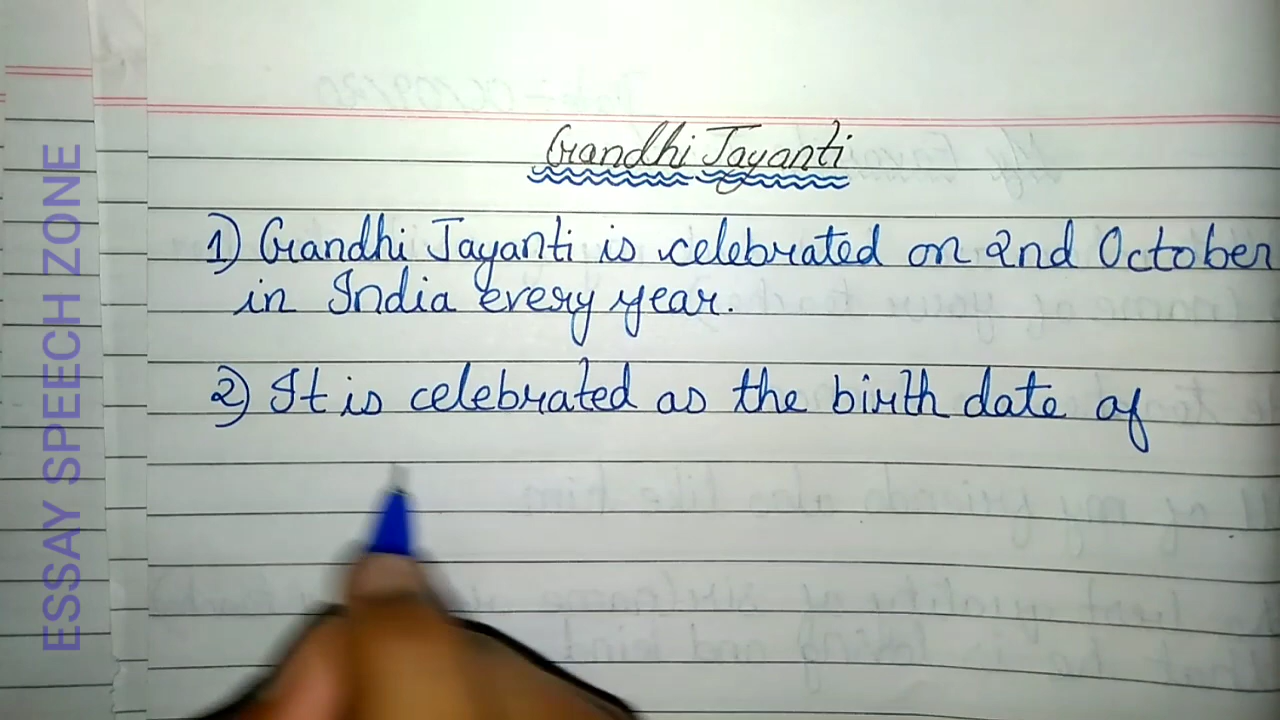 Gandhi Jayanti
1) Gandhi Jayanti is celebrated on 2nd October
in India every year.
2) It is celebrated as the birth date of
ESSAY SPEECH ZONE